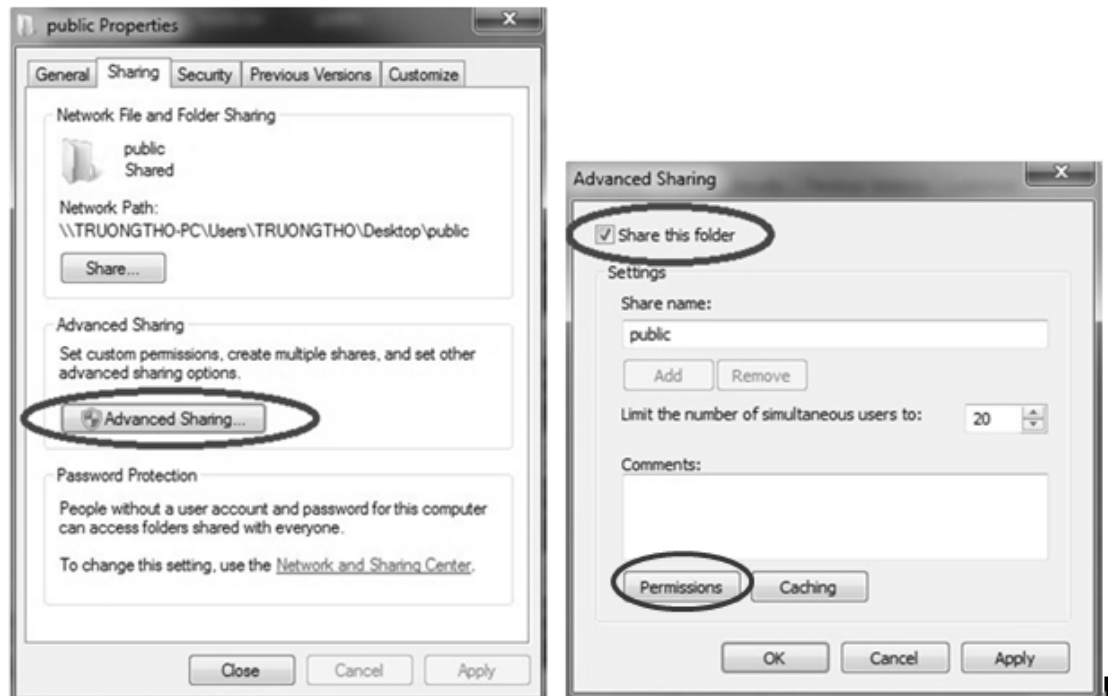 public Properties
General Sharing Security Previous Versions Customize
Network File and Folder Sharing
public
Shared
Network Path:
\\TRUONGTHO-PC\Users\TRUONGTHO\Desktop\public
Share...
Advanced Sharing
Set custom permissions, create multiple shares, and set other
advanced sharing options.
Advanced Sharing...
Password Protection
People without a user account and password for this computer
can access folders shared with everyone.
To change this setting, use the Network and Sharing Center.
Close Cancel Apply
Advanced Sharing
Share this folder
Settings
Share name:
public
Add Remove
Limit the number of simultaneous users to: 20
Comments:
Permissions Caching
OK Cancel Apply